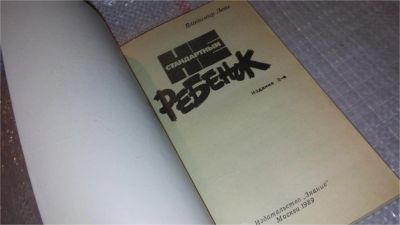 Владимир Леви
НЕ
СТАНДАРТНЫЙ
РЕБЕНОК
Издание 2-е
Издательство „Знание"
Москва 1989